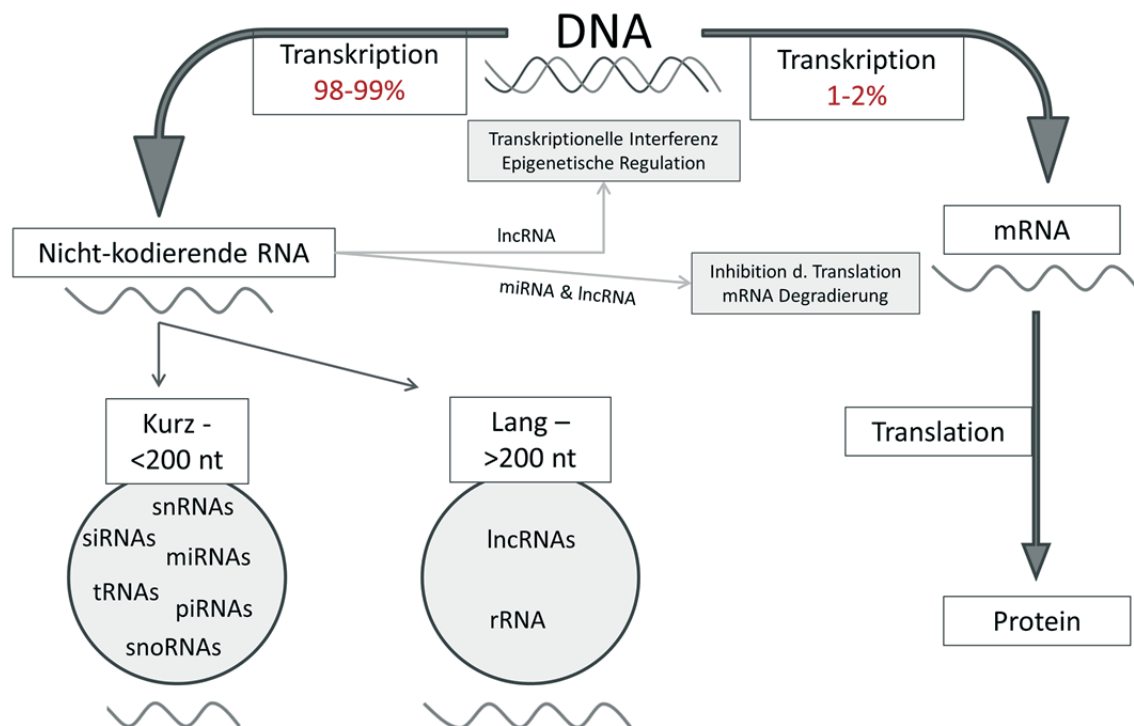 DNA
Transkription
98-99%
Transkription
1-2%
Transkriptionelle Interferenz
Epigenetische Regulation
Nicht-kodierende RNA
lncRNA
miRNA & lncRNA
Inhibition d. Translation
mRNA Degradierung
mRNA
Kurz -
<200 nt
snRNAs
siRNAs
miRNAs
tRNAs
piRNAs
snoRNAs
Lang –
>200 nt
lncRNAs
rRNA
Translation
Protein